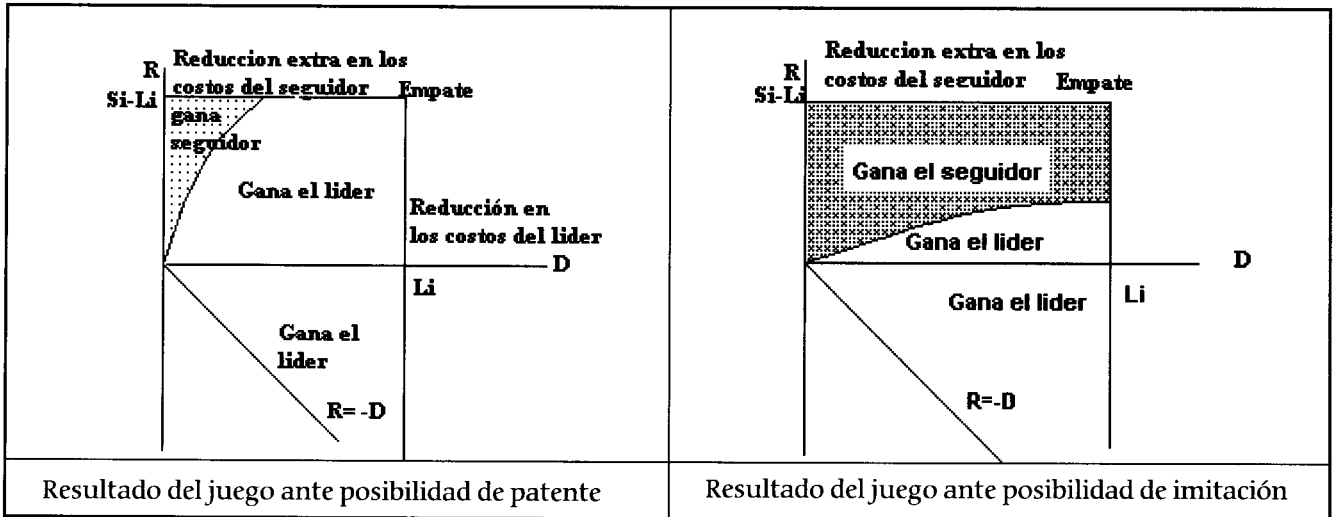 Reduccion extra en los
R
costos del seguidor
Empate
Si-Li
gana
seguidor
Gana el lider
Reducción en
los costos del lider
D
Li
Gana el
lider
R= -D
Resultado del juego ante posibilidad de patente
Reduccion extra en los
R
costos del seguidor
Empate
Si-Li
Gana el seguidor
Gana el lider
D
Gana el lider
Li
R=-D
Resultado del juego ante posibilidad de imitación